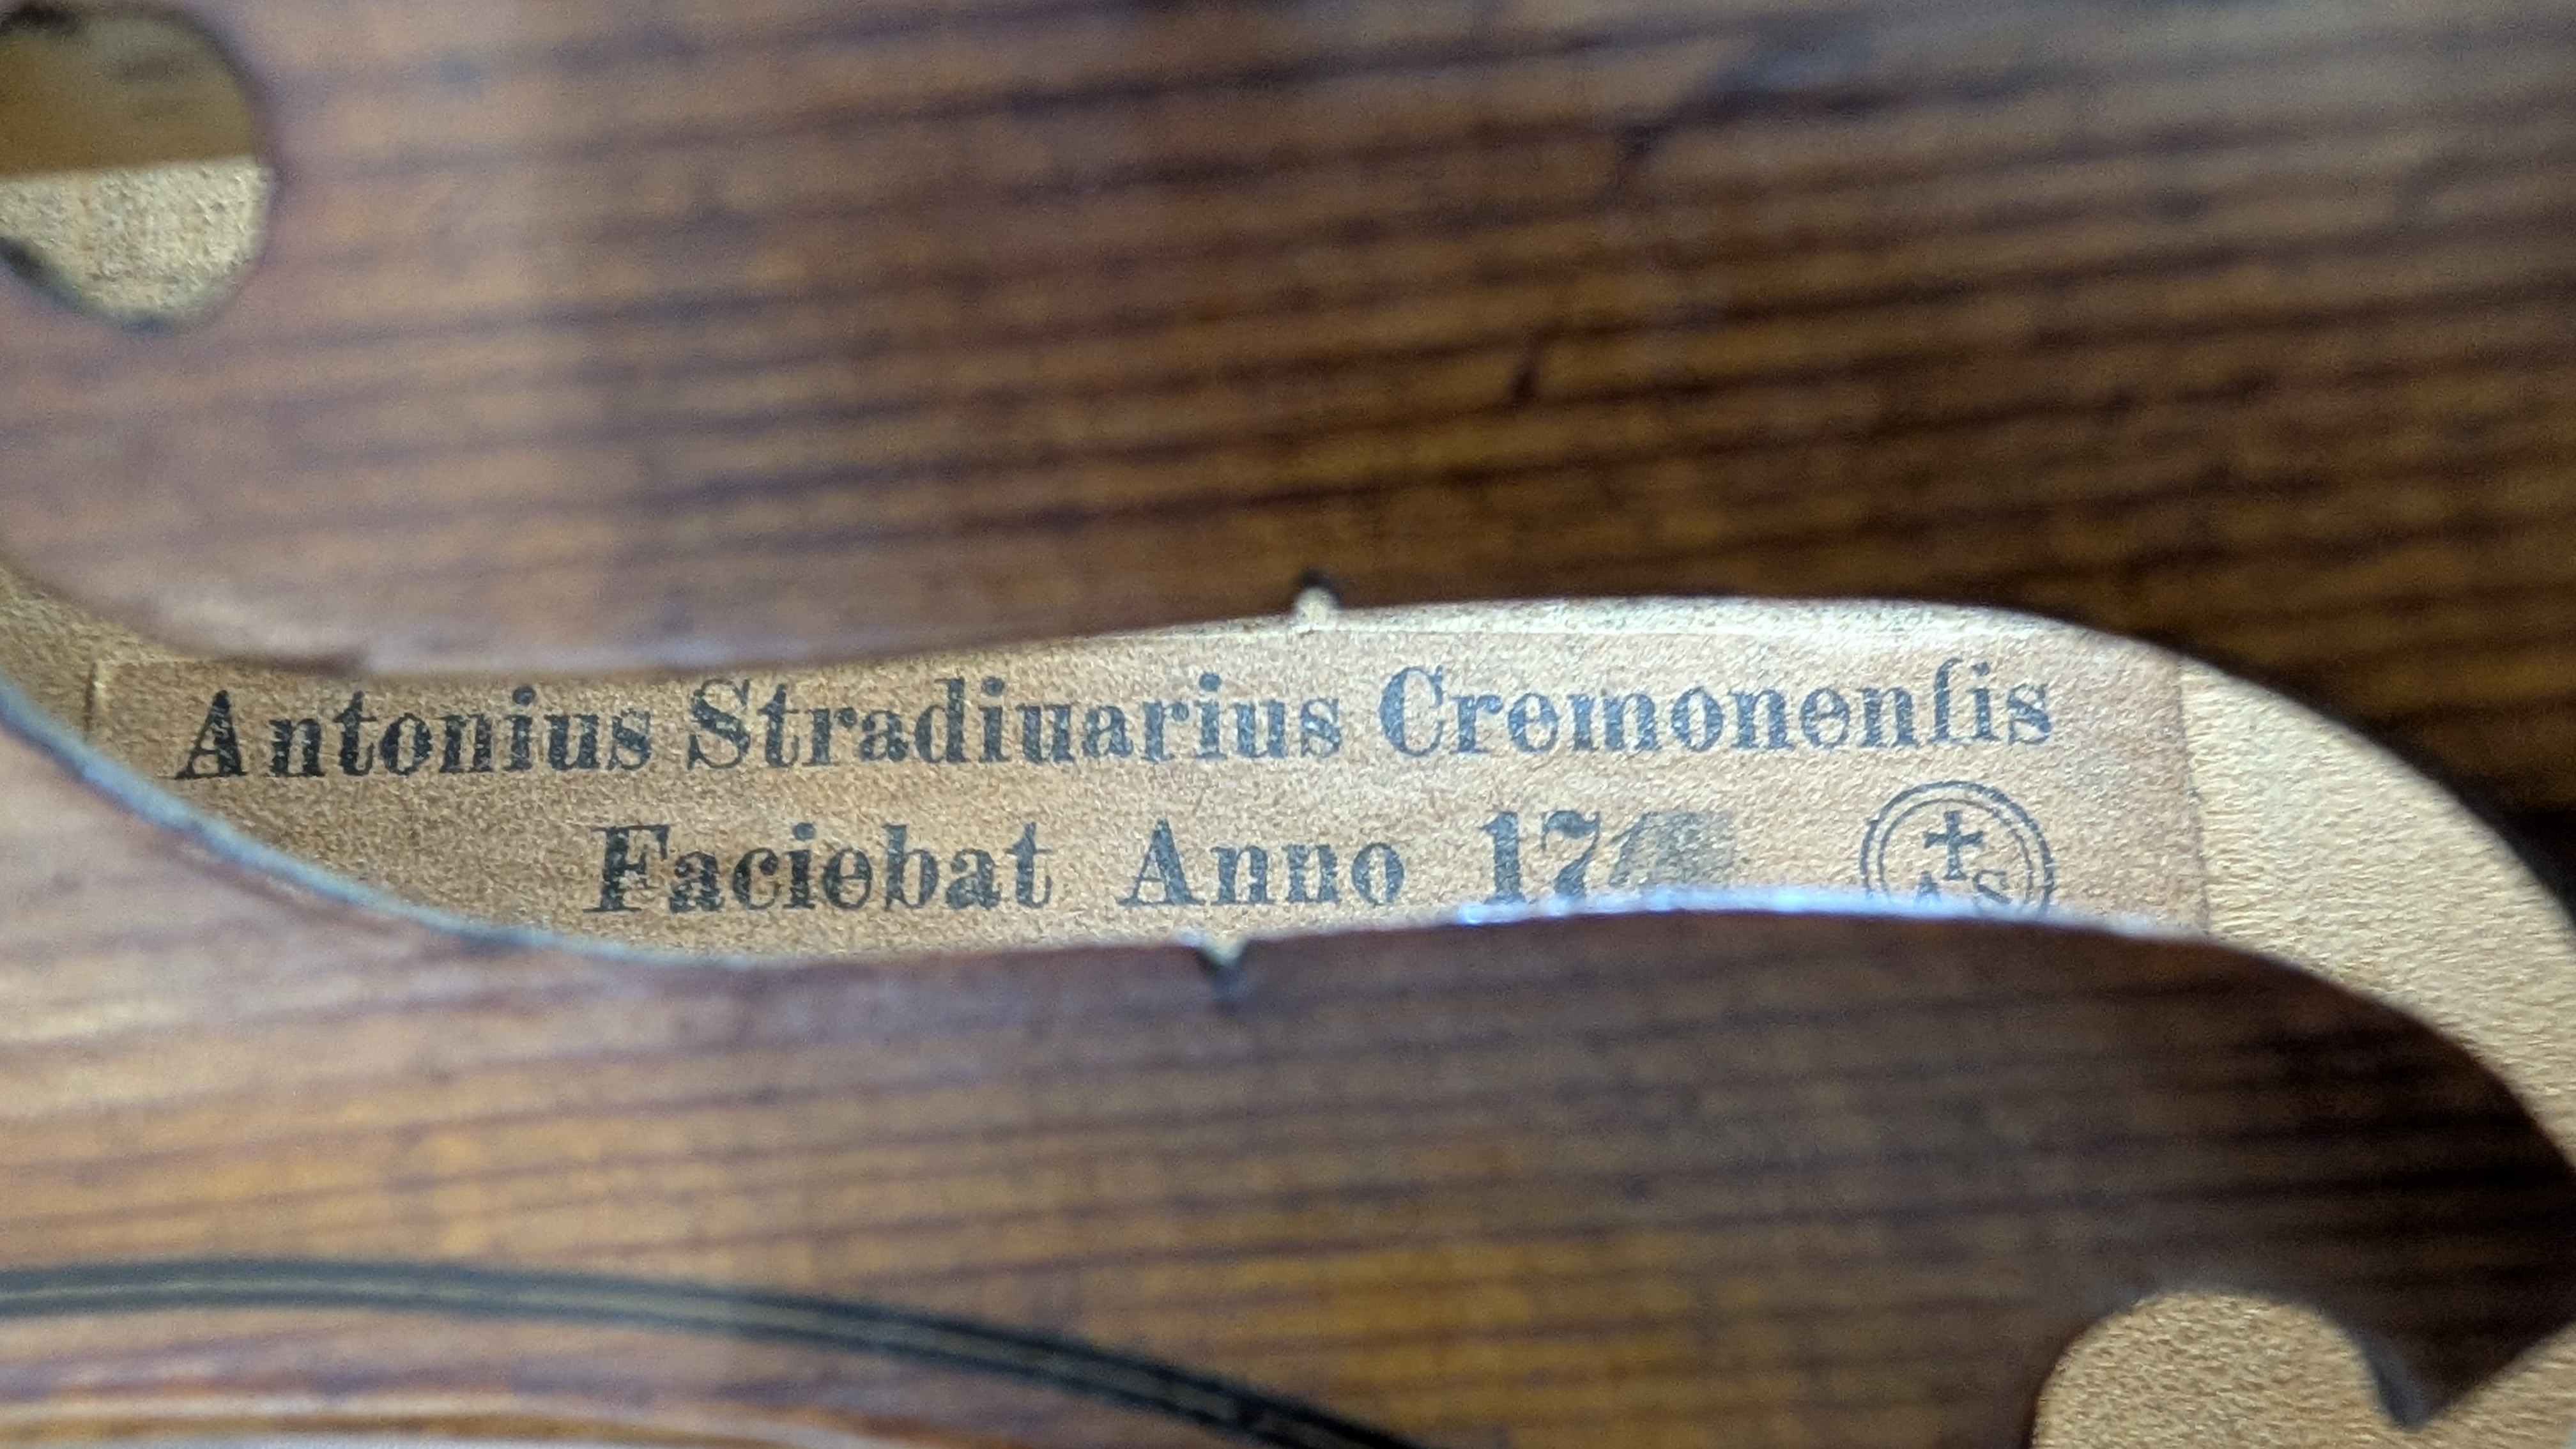 Antonius Stradiuarius Cremonenſis
Faciebat Anno 17
A S